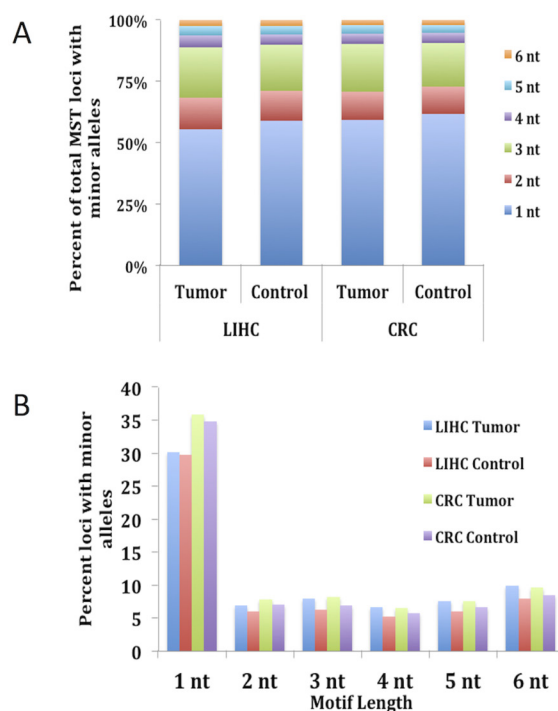 A
Percent of total MST loci with
minor alleles
100%
75%
50%
25%
0%
Tumor Control Tumor Control
LIHC CRC
6 nt
5 nt
4 nt
3 nt
2 nt
1 nt
B
Percent loci with minor
alleles
40
35
30
25
20
15
10
5
0
1 nt 2 nt 3 nt 4 nt 5 nt 6 nt
Motif Length
LIHC Tumor
LIHC Control
CRC Tumor
CRC Control